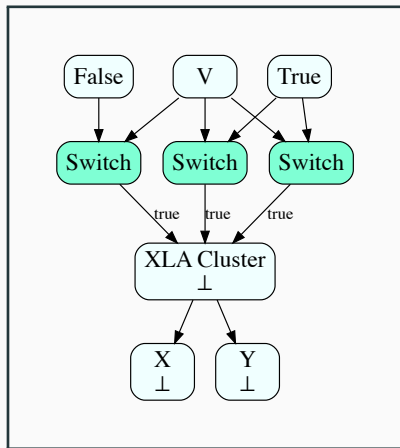 False
V
True
Switch
Switch
Switch
true
true
true
XLA Cluster
⊥
X
⊥
Y
⊥